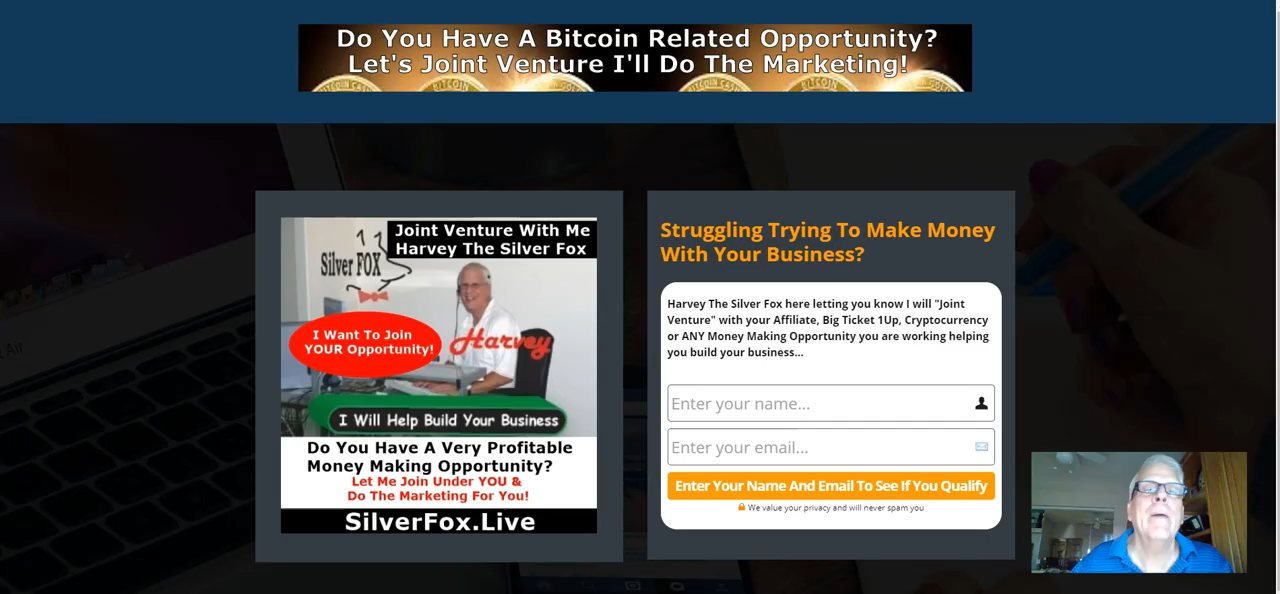 Do You Have A Bitcoin Related Opportunity?
Let's Joint Venture I'll Do The Marketing!
Joint Venture With Me
Harvey The Silver Fox
Silver FOX
I Want To Join
YOUR Opportunity!
Harvey
I Will Help Build Your Business
Do You Have A Very Profitable
Money Making Opportunity?
Let Me Join Under YOU &
Do The Marketing For You!
SilverFox.Live
Struggling Trying To Make Money
With Your Business?
Harvey The Silver Fox here letting you know I will "Joint
Venture" with your Affiliate, Big Ticket 1Up, Cryptocurrency
or ANY Money Making Opportunity you are working helping
you build your business...
Enter your name...
Enter your email...
Enter Your Name And Email To See If You Qualify
We value your privacy and will never spam you
Air